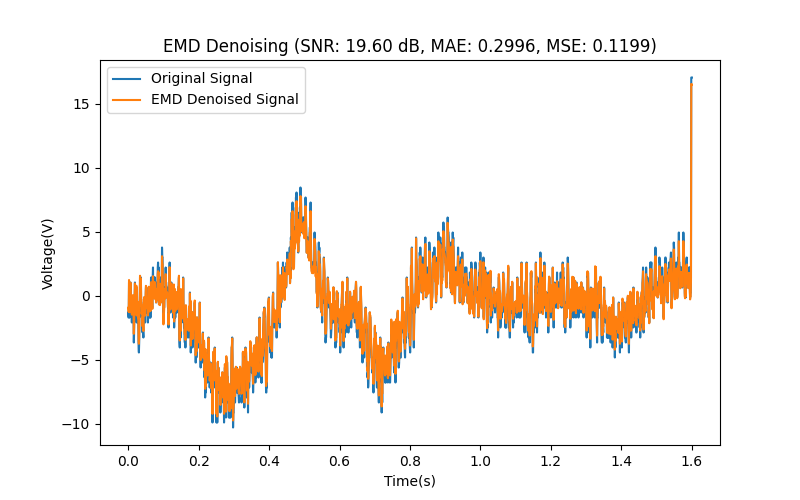 EMD Denoising (SNR: 19.60 dB, MAE: 0.2996, MSE: 0.1199)
Original Signal
EMD Denoised Signal
15
10
5
0
−5
−10
Voltage(V)
0.0 0.2 0.4 0.6 0.8 1.0 1.2 1.4 1.6
Time(s)